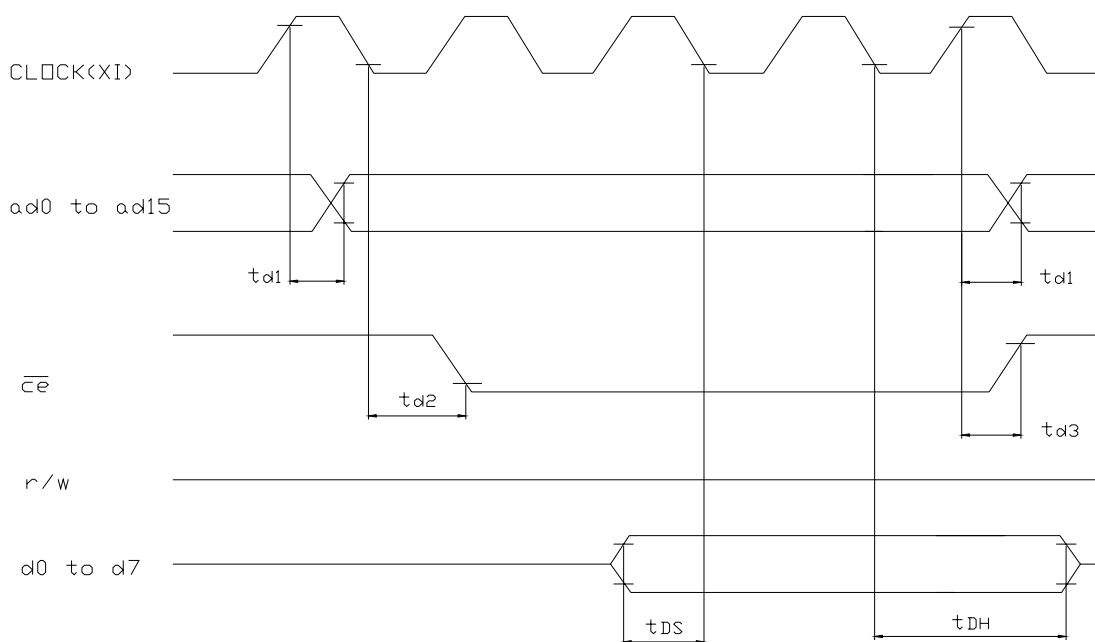 CLOCK(XI)
ad0 to ad15
td1
td1
ce
td2
td3
r/w
d0 to d7
tDS
tDH